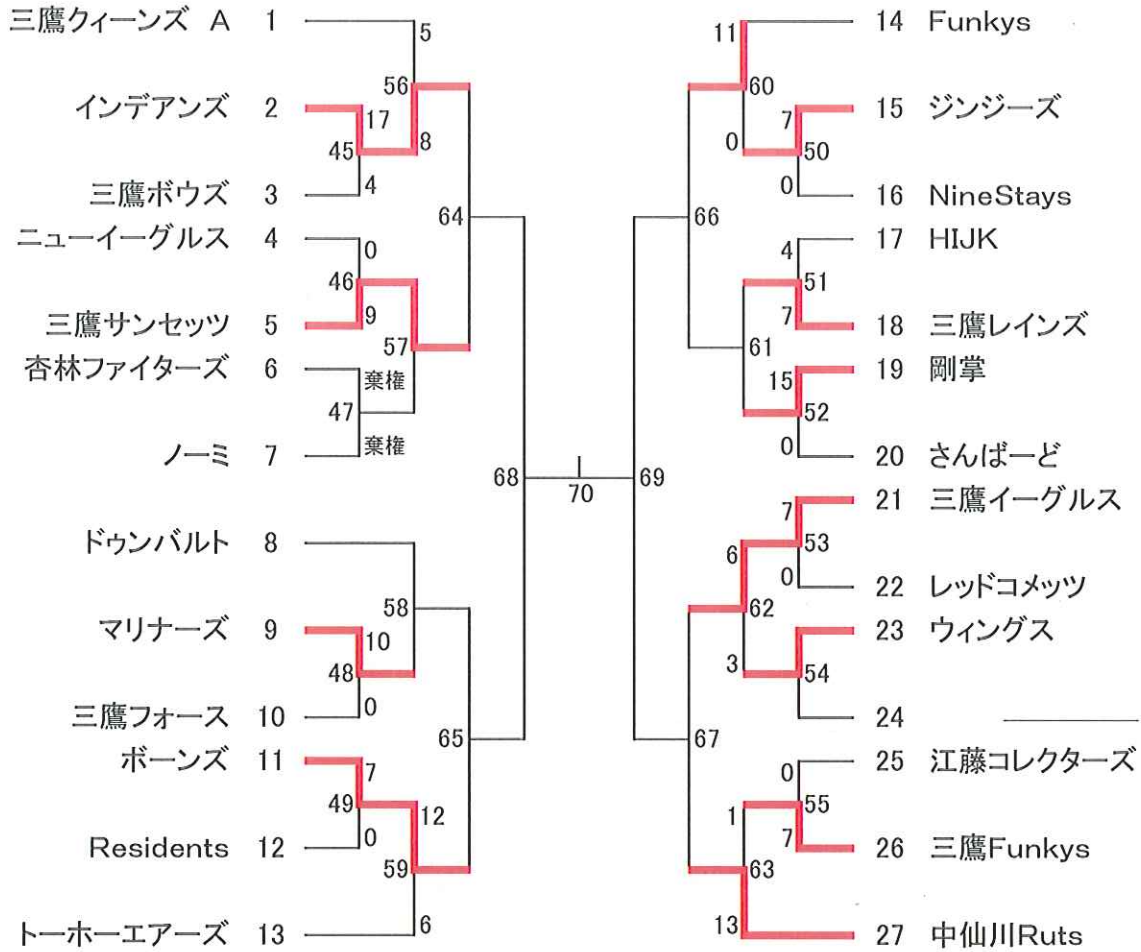 三鷹クィーンズ A 1
5
56
インデアンズ 2
17
45
8
4
三鷹ボウズ 3
64
ニューイーグルス 4
0
46
9
三鷹サンセッツ 5
57
杏林ファイターズ 6
棄権
47
棄権
ノーミ 7
68
ドゥンバルト 8
58
マリナーズ 9
10
48
0
三鷹フォース 10
65
ボーンズ 11
7
49
12
0
Residents 12
59
6
トーホーエアーズ 13
70
11
14 Funkys
60
7
15 ジンジーズ
0
50
0
16 NineStays
66
4
17 HIJK
51
7
18 三鷹レインズ
61
15
19 剛掌
52
0
20 さんばーど
69
7
21 三鷹イーグルス
6
53
0
22 レッドコメッツ
62
23 ウィングス
3
54
24
67
0
25 江藤コレクターズ
1
55
7
26 三鷹Funkys
63
13
27 中仙川Ruts